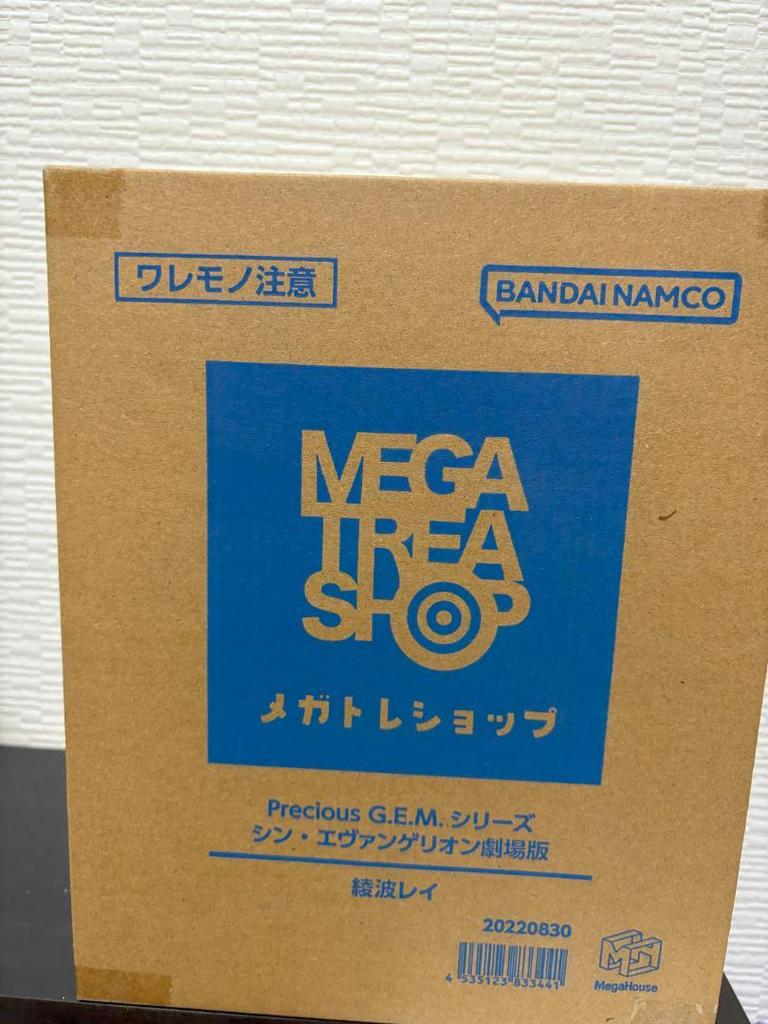 ワレモノ注意
BANDAI NAMCO
MEGA
TREA
SHOP
メガトレショップ
Precious G.E.M.シリーズ
シン・エヴァンゲリオン劇場版
綾波レイ
20220830
4 535123 833441
MegaHouse